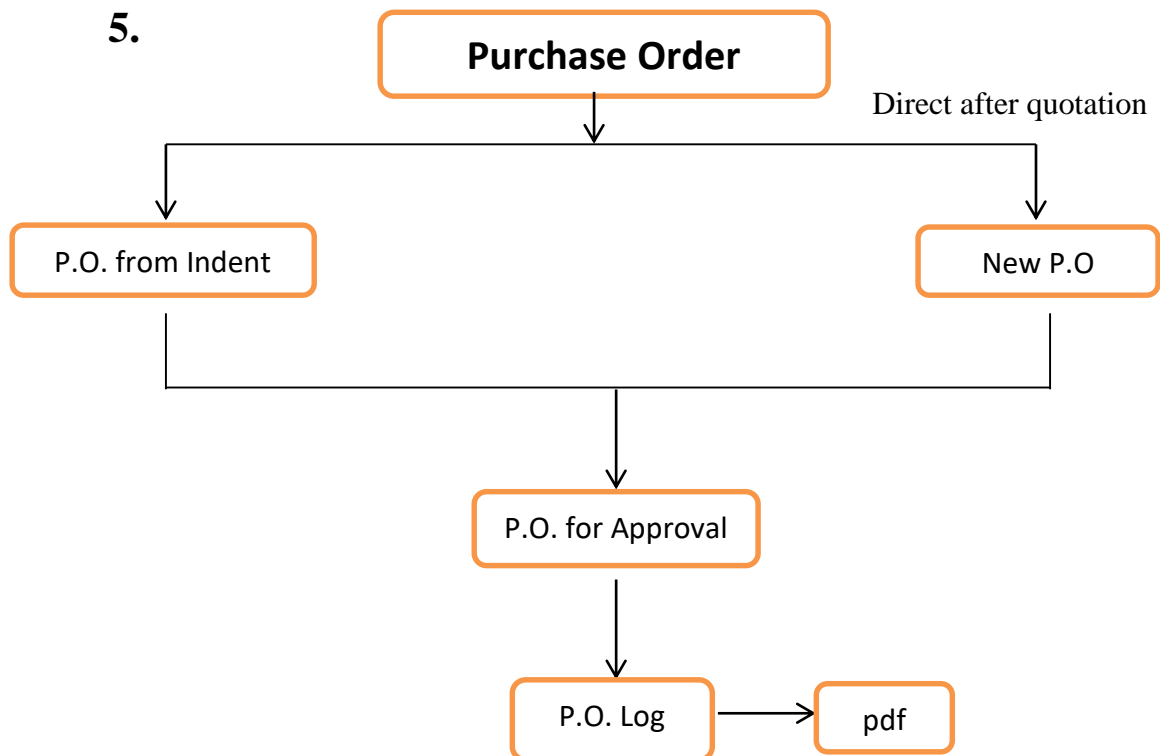 5.
Purchase Order
Direct after quotation
P.O. from Indent
New P.O
P.O. for Approval
P.O. Log
pdf